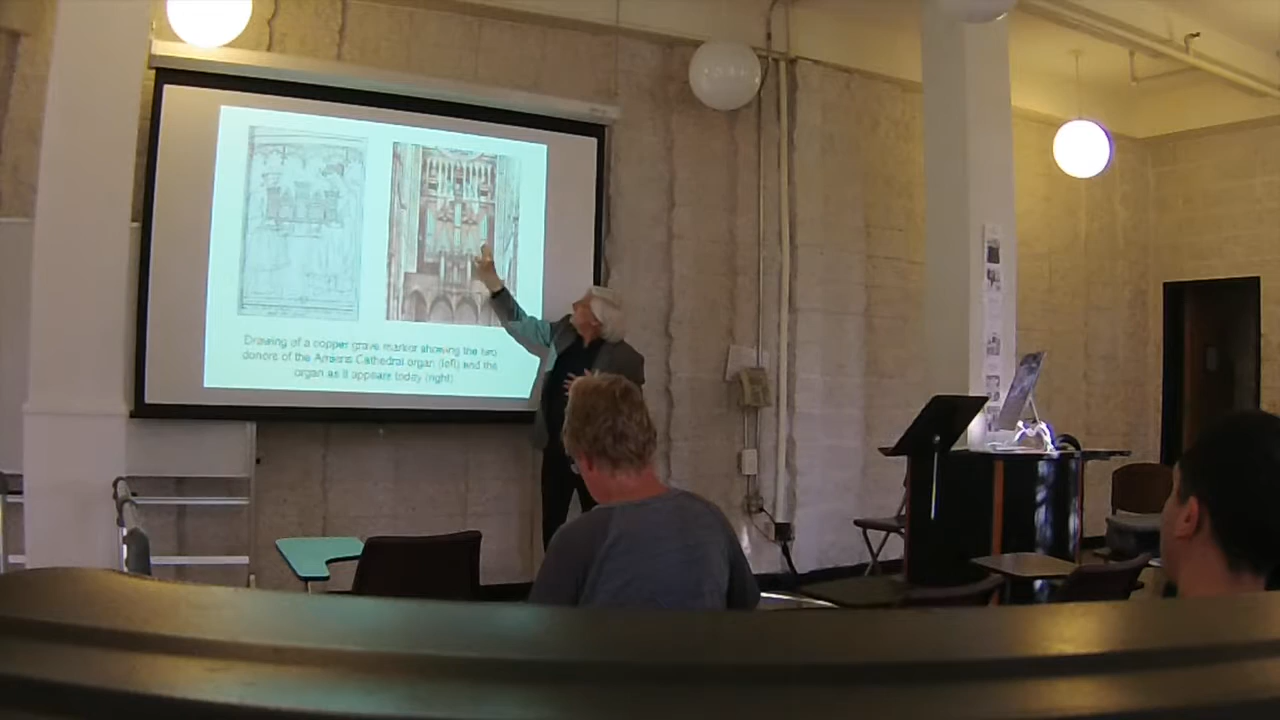 Drawing of a copper grave marker showing the two
donors of the Amiens Cathedral organ (left) and the
organ as it appears today (right)